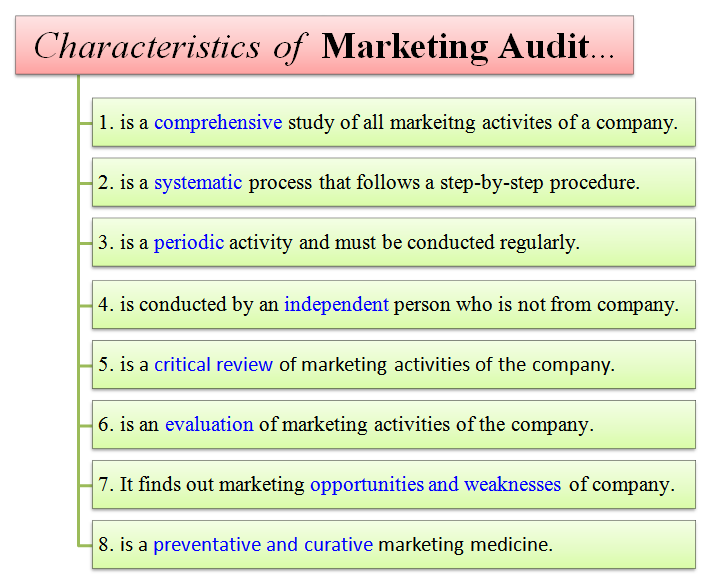 Characteristics of Marketing Audit...
1. is a comprehensive study of all markeitng activites of a company.
2. is a systematic process that follows a step-by-step procedure.
3. is a periodic activity and must be conducted regularly.
4. is conducted by an independent person who is not from company.
5. is a critical review of marketing activities of the company.
6. is an evaluation of marketing activities of the company.
7. It finds out marketing opportunities and weaknesses of company.
8. is a preventative and curative marketing medicine.